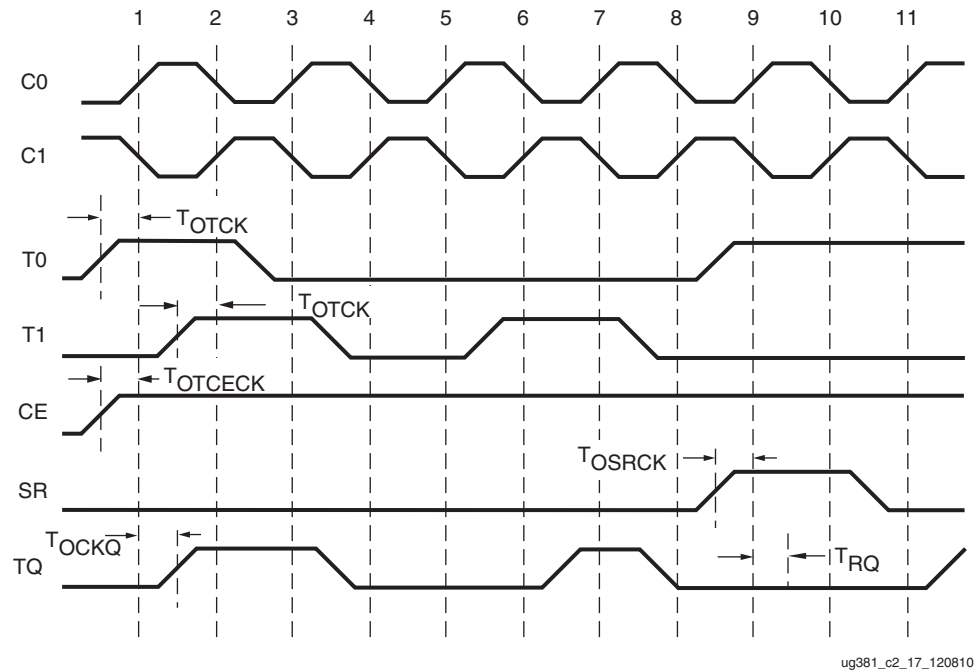 1 2 3 4 5 6 7 8 9 10 11
C0
C1
TOTCK
T0
TOTCK
T1
TOTCECK
CE
TOSRCK
SR
TOCKQ
TRQ
TQ
ug381_c2_17_120810